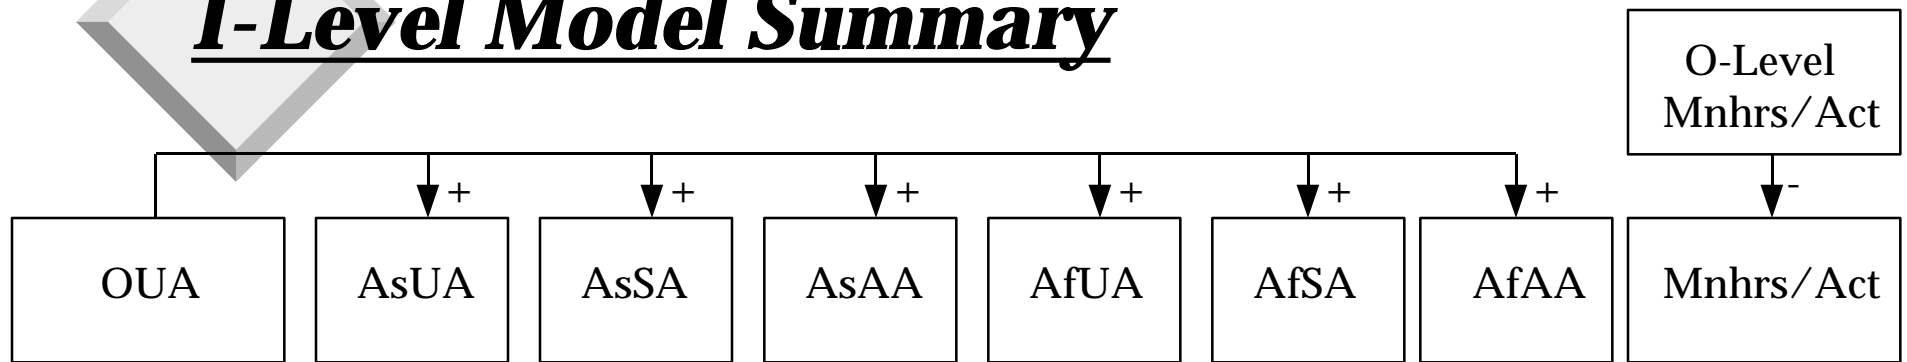 I-Level Model Summary
O-Level
Mnhrs/Act
+ + + + + + -
OUA AsUA AsSA AsAA AfUA AfSA AfAA Mnhrs/Act